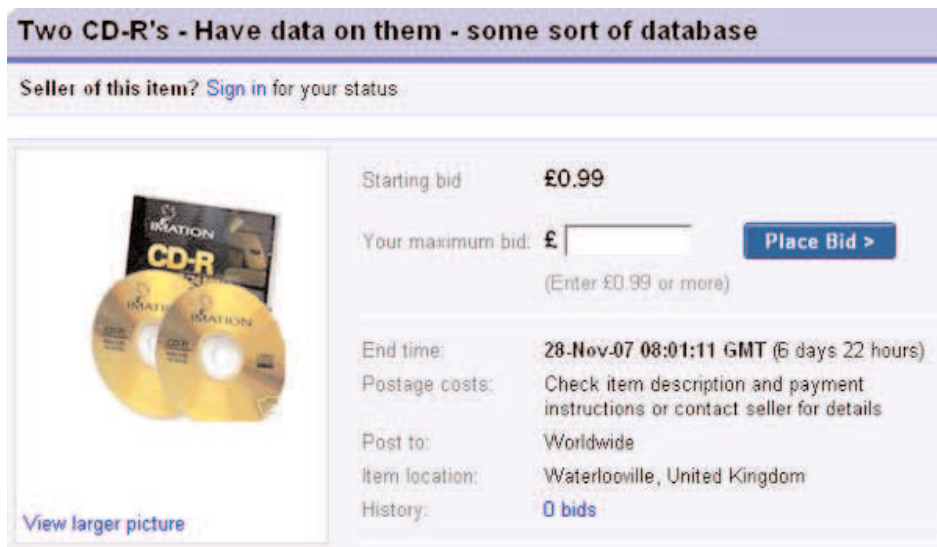 Two CD-R's - Have data on them - some sort of database
Seller of this item? Sign in for your status
Starting bid £0.99
Your maximum bid: £ Place Bid >
(Enter £0.99 or more)
IMATION
CD-R
IMATION
IMATION
CD-R
CD-R
End time: 28-Nov-07 08:01:11 GMT (6 days 22 hours)
Postage costs: Check item description and payment
instructions or contact seller for details
Post to: Worldwide
Item location: Waterlooville, United Kingdom
History: 0 bids
View larger picture